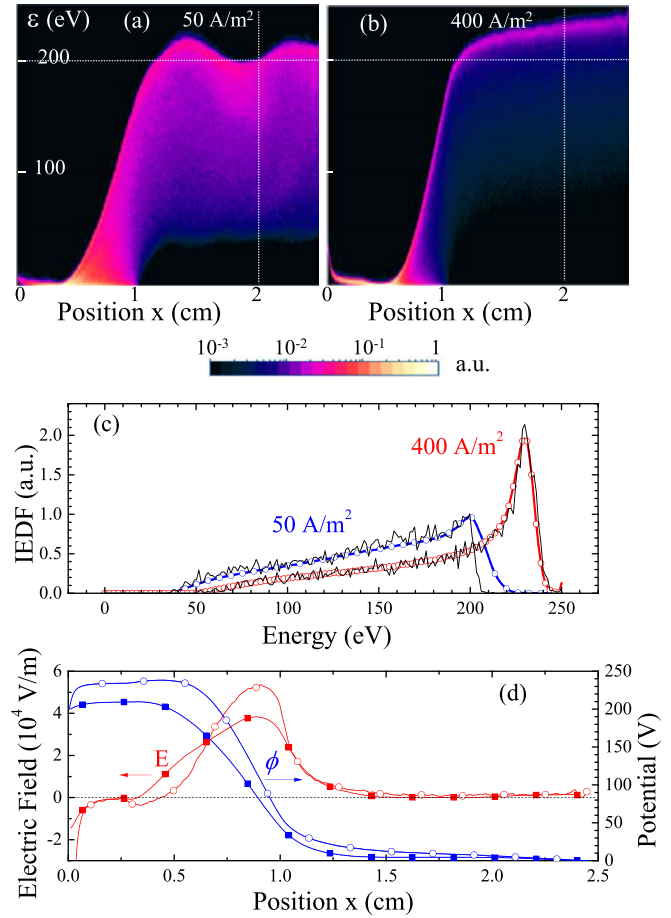 ε (eV) (a) 50 A/m²
(b) 400 A/m²
200
100
0 1 2
Position x (cm)
0 1 2
Position x (cm)
10⁻³ 10⁻² 10⁻¹ 1
a.u.
(c)
400 A/m²
50 A/m²
IEDF (a.u.)
2.0
1.5
1.0
0.5
0.0
0 50 100 150 200 250
Energy (eV)
(d)
Electric Field (10⁴ V/m)
6
4
2
0
-2
E
ϕ
Potential (V)
250
200
150
100
50
0
0.0 0.5 1.0 1.5 2.0 2.5
Position x (cm)